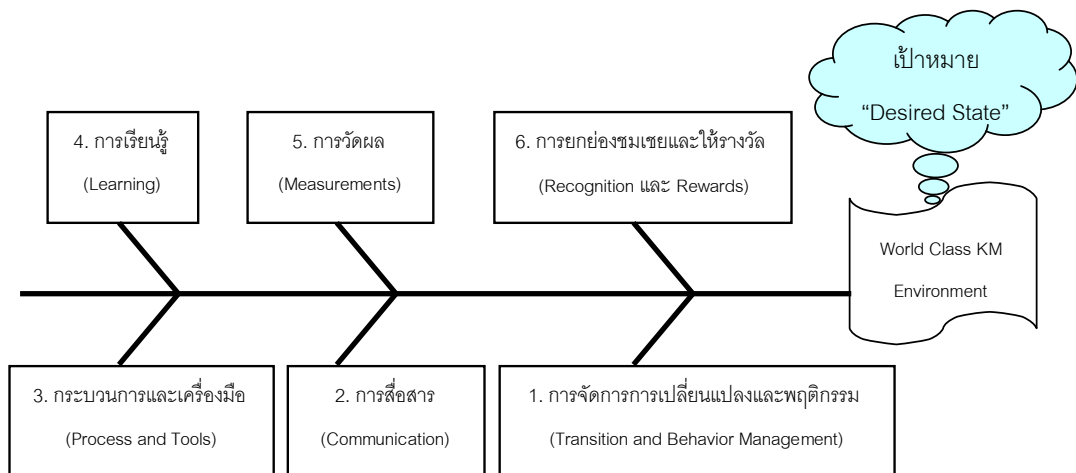 เป้าหมาย
“Desired State”
4. การเรียนรู้
(Learning)
5. การวัดผล
(Measurements)
6. การยกย่องชมเชยและให้รางวัล
(Recognition และ Rewards)
World Class KM
Environment
3. กระบวนการและเครื่องมือ
(Process and Tools)
2. การสื่อสาร
(Communication)
1. การจัดการการเปลี่ยนแปลงและพฤติกรรม
(Transition and Behavior Management)